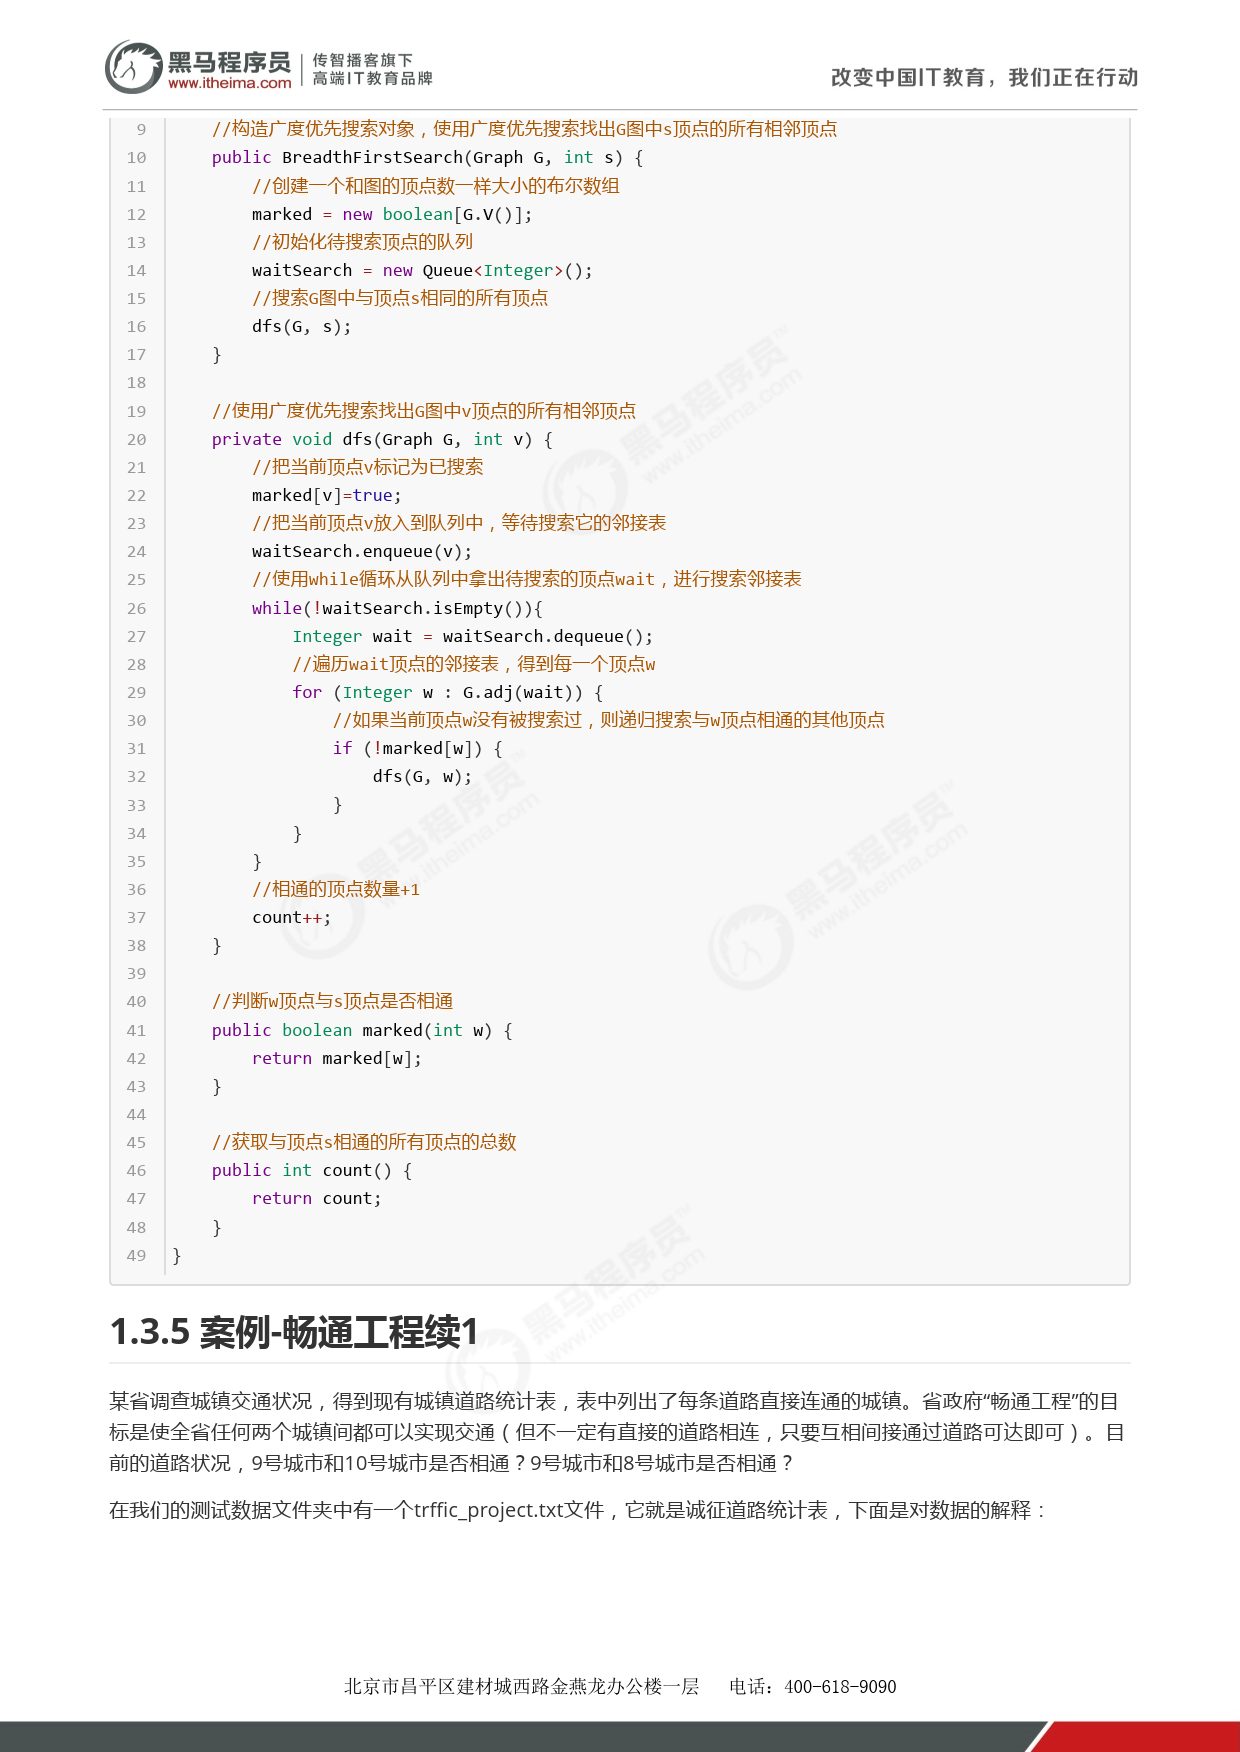 黑马程序员
www.itheima.com
传智播客旗下
高端IT教育品牌
改变中国IT教育，我们正在行动
9     //构造广度优先搜索对象，使用广度优先搜索找出G图中s顶点的所有相邻顶点
10     public BreadthFirstSearch(Graph G, int s) {
11         //创建一个和图的顶点数一样大小的布尔数组
12         marked = new boolean[G.V()];
13         //初始化待搜索顶点的队列
14         waitSearch = new Queue<Integer>();
15         //搜索G图中与顶点s相同的所有顶点
16         dfs(G, s);
17     }
18
19     //使用广度优先搜索找出G图中v顶点的所有相邻顶点
20     private void dfs(Graph G, int v) {
21         //把当前顶点v标记为已搜索
22         marked[v]=true;
23         //把当前顶点v放入到队列中，等待搜索它的邻接表
24         waitSearch.enqueue(v);
25         //使用while循环从队列中拿出待搜索的顶点wait，进行搜索邻接表
26         while(!waitSearch.isEmpty()){
27             Integer wait = waitSearch.dequeue();
28             //遍历wait顶点的邻接表，得到每一个顶点w
29             for (Integer w : G.adj(wait)) {
30                 //如果当前顶点w没有被搜索过，则递归搜索与w顶点相通的其他顶点
31                 if (!marked[w]) {
32                     dfs(G, w);
33                 }
34             }
35         }
36         //相通的顶点数量+1
37         count++;
38     }
39
40     //判断w顶点与s顶点是否相通
41     public boolean marked(int w) {
42         return marked[w];
43     }
44
45     //获取与顶点s相通的所有顶点的总数
46     public int count() {
47         return count;
48     }
49 }
1.3.5 案例-畅通工程续1
某省调查城镇交通状况，得到现有城镇道路统计表，表中列出了每条道路直接连通的城镇。省政府“畅通工程”的目
标是使全省任何两个城镇间都可以实现交通（但不一定有直接的道路相连，只要互相间接通过道路可达即可）。目
前的道路状况，9号城市和10号城市是否相通？9号城市和8号城市是否相通？
在我们的测试数据文件夹中有一个trffic_project.txt文件，它就是诚征道路统计表，下面是对数据的解释：
北京市昌平区建材城西路金燕龙办公楼一层 电话：400-618-9090